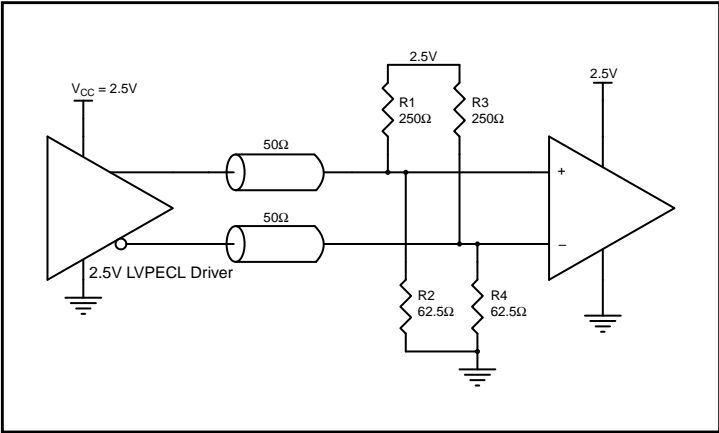 2.5V
V_CC = 2.5V
2.5V
R1
250Ω
R3
250Ω
50Ω
+
50Ω
–
2.5V LVPECL Driver
R2
62.5Ω
R4
62.5Ω